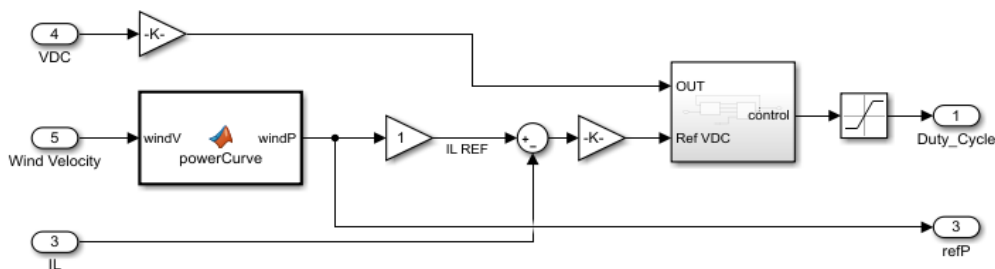 4
-K-
VDC
OUT
control
1
Duty_Cycle
5
Wind Velocity
windV
windP
powerCurve
1
IL REF
+
-
-K-
Ref VDC
3
IL
3
refP